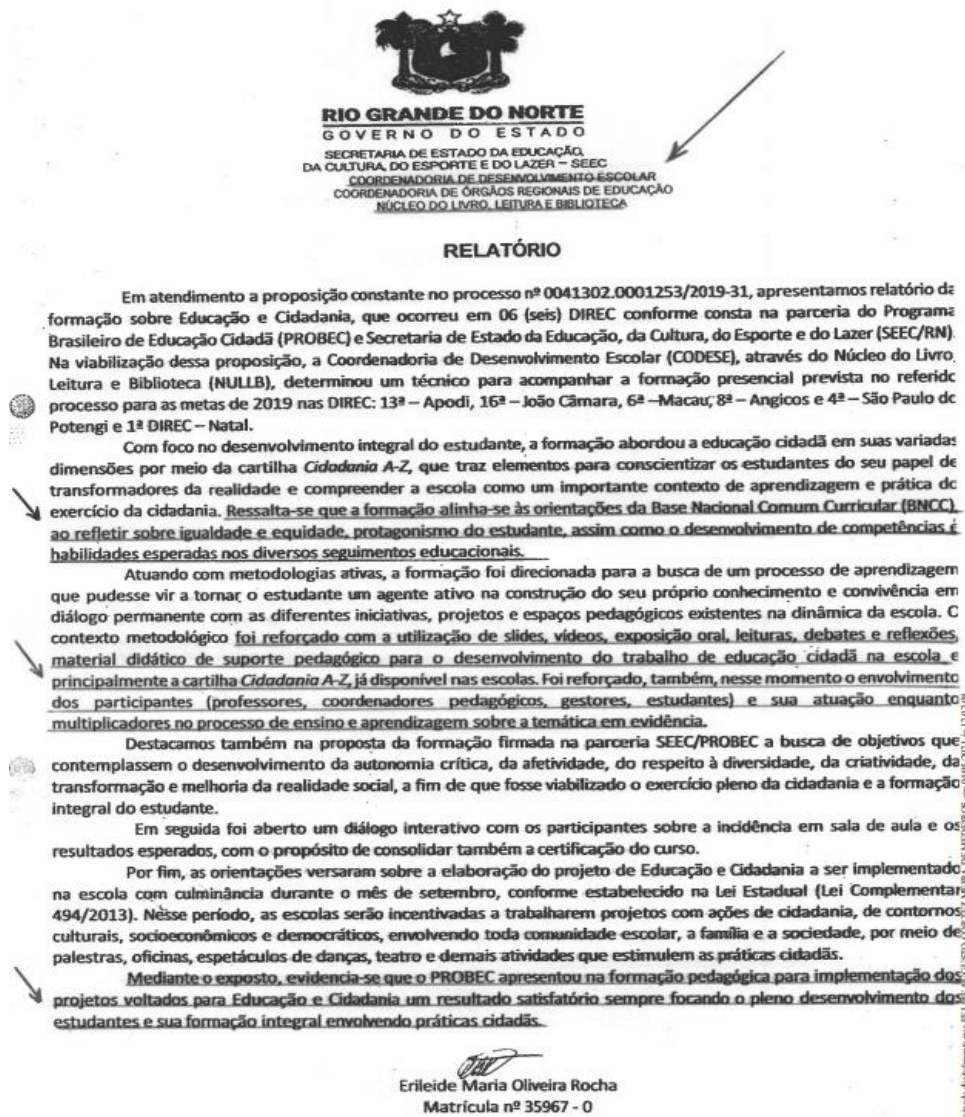 RIO GRANDE DO NORTE
GOVERNO DO ESTADO
SECRETARIA DE ESTADO DA EDUCAÇÃO,
DA CULTURA, DO ESPORTE E DO LAZER – SEEC
COORDENADORIA DE DESENVOLVIMENTO ESCOLAR
COORDENADORIA DE ÓRGÃOS REGIONAIS DE EDUCAÇÃO
NÚCLEO DO LIVRO, LEITURA E BIBLIOTECA
RELATÓRIO
Em atendimento a proposição constante no processo nº 0041302.0001253/2019-31, apresentamos relatório da
formação sobre Educação e Cidadania, que ocorreu em 06 (seis) DIREC conforme consta na parceria do Programa
Brasileiro de Educação Cidadã (PROBEC) e Secretaria de Estado da Educação, da Cultura, do Esporte e do Lazer (SEEC/RN).
Na viabilização dessa proposição, a Coordenadoria de Desenvolvimento Escolar (CODESE), através do Núcleo do Livro,
Leitura e Biblioteca (NULLB), determinou um técnico para acompanhar a formação presencial prevista no referido
processo para as metas de 2019 nas DIREC: 13ª – Apodi, 16ª – João Câmara, 6ª –Macau, 8ª – Angicos e 4ª – São Paulo do
Potengi e 1ª DIREC – Natal.
Com foco no desenvolvimento integral do estudante, a formação abordou a educação cidadã em suas variadas
dimensões por meio da cartilha Cidadania A-Z, que traz elementos para conscientizar os estudantes do seu papel de
transformadores da realidade e compreender a escola como um importante contexto de aprendizagem e prática do
exercício da cidadania. Ressalta-se que a formação alinha-se às orientações da Base Nacional Comum Curricular (BNCC),
ao refletir sobre igualdade e equidade, protagonismo do estudante, assim como o desenvolvimento de competências e
habilidades esperadas nos diversos seguimentos educacionais.
Atuando com metodologias ativas, a formação foi direcionada para a busca de um processo de aprendizagem
que pudesse vir a tornar o estudante um agente ativo na construção do seu próprio conhecimento e convivência em
diálogo permanente com as diferentes iniciativas, projetos e espaços pedagógicos existentes na dinâmica da escola. O
contexto metodológico foi reforçado com a utilização de slides, vídeos, exposição oral, leituras, debates e reflexões,
material didático de suporte pedagógico para o desenvolvimento do trabalho de educação cidadã na escola e
principalmente a cartilha Cidadania A-Z, já disponível nas escolas. Foi reforçado, também, nesse momento o envolvimento
dos participantes (professores, coordenadores pedagógicos, gestores, estudantes) e sua atuação enquanto
multiplicadores no processo de ensino e aprendizagem sobre a temática em evidência.
Destacamos também na proposta da formação firmada na parceria SEEC/PROBEC a busca de objetivos que
contemplassem o desenvolvimento da autonomia crítica, da afetividade, do respeito à diversidade, da criatividade, da
transformação e melhoria da realidade social, a fim de que fosse viabilizado o exercício pleno da cidadania e a formação
integral do estudante.
Em seguida foi aberto um diálogo interativo com os participantes sobre a incidência em sala de aula e os
resultados esperados, com o propósito de consolidar também a certificação do curso.
Por fim, as orientações versaram sobre a elaboração do projeto de Educação e Cidadania a ser implementado
na escola com culminância durante o mês de setembro, conforme estabelecido na Lei Estadual (Lei Complementar
494/2013). Nesse período, as escolas serão incentivadas a trabalharem projetos com ações de cidadania, de contornos
culturais, socioeconômicos e democráticos, envolvendo toda comunidade escolar, a família e a sociedade, por meio de
palestras, oficinas, espetáculos de danças, teatro e demais atividades que estimulem as práticas cidadãs.
Mediante o exposto, evidencia-se que o PROBEC apresentou na formação pedagógica para implementação dos
projetos voltados para Educação e Cidadania um resultado satisfatório sempre focando o pleno desenvolvimento dos
estudantes e sua formação integral envolvendo práticas cidadãs.
Erileide Maria Oliveira Rocha
Matrícula nº 35967 - 0